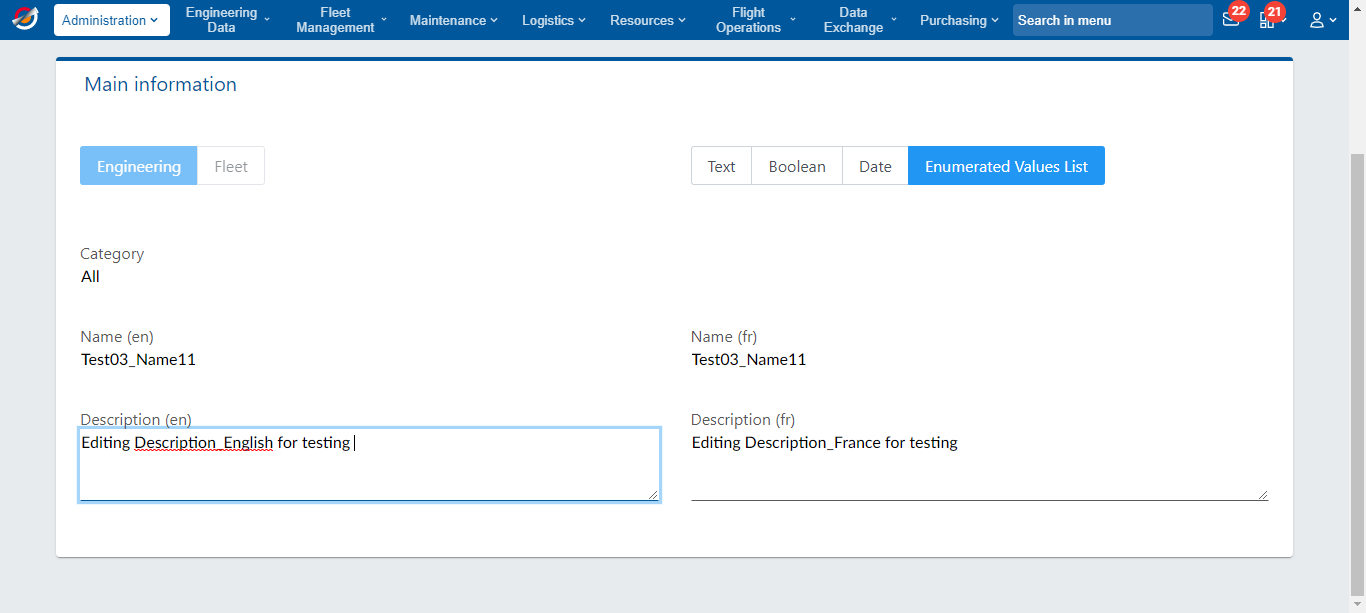 Administration
Engineering Data
Fleet Management
Maintenance
Logistics
Resources
Flight Operations
Data Exchange
Purchasing
Search in menu
22
21
Main information
Engineering
Fleet
Text
Boolean
Date
Enumerated Values List
Category
All
Name (en)
Test03_Name11
Name (fr)
Test03_Name11
Description (en)
Editing Description_English for testing
Description (fr)
Editing Description_France for testing